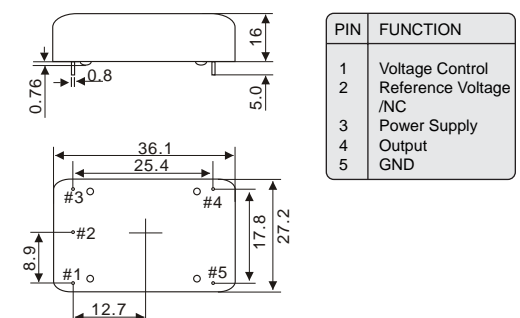 16
0.8
0.76
5.0
36.1
25.4
#3
#4
#2
17.8
27.2
8.9
#1
#5
12.7
PIN FUNCTION
1 Voltage Control
2 Reference Voltage
/NC
3 Power Supply
4 Output
5 GND